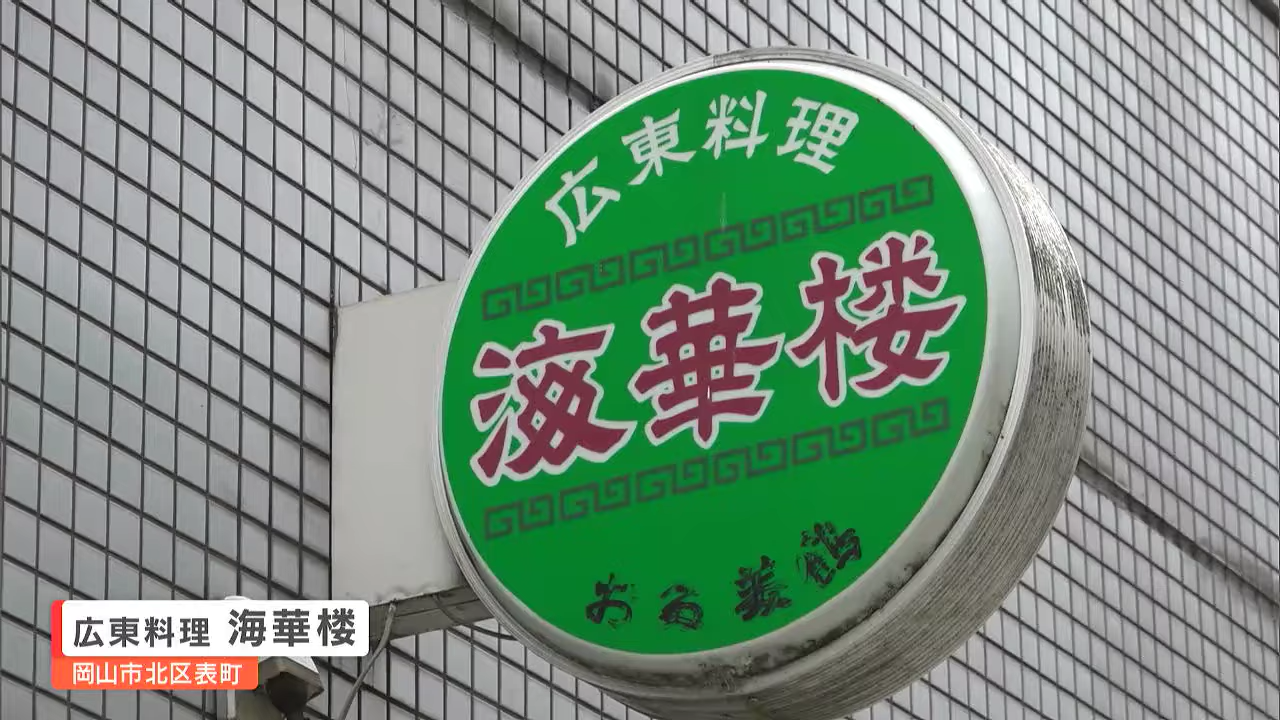 広東料理
海華楼
広東料理 海華楼
岡山市北区表町